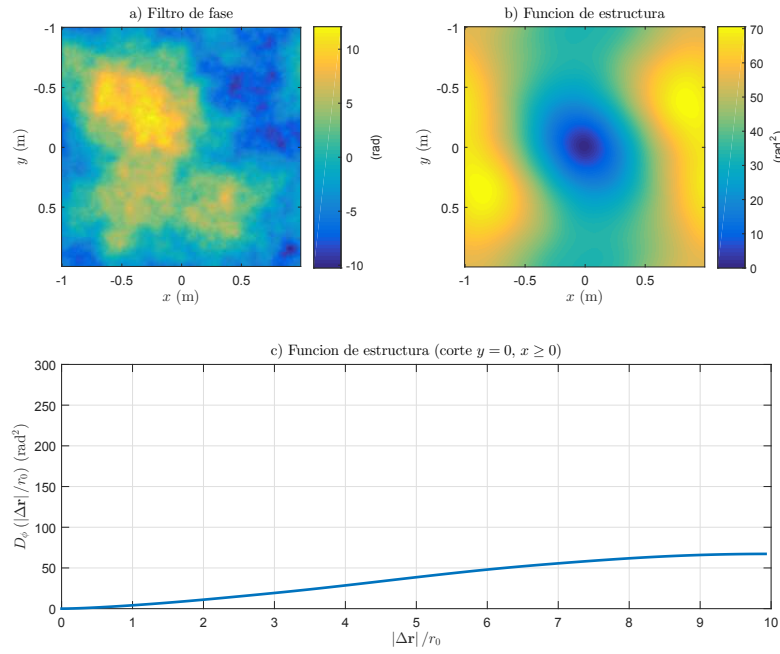 a) Filtro de fase
-1
-0.5
0
0.5
y (m)
-1 -0.5 0 0.5
x (m)
10
5
0
-5
-10
(rad)
b) Funcion de estructura
-1
-0.5
0
0.5
y (m)
-1 -0.5 0 0.5
x (m)
70
60
50
40
30
20
10
0
(rad²)
c) Funcion de estructura (corte y = 0, x ≥ 0)
300
250
200
150
100
50
0
D_ϕ (|Δr|/r₀) (rad²)
0 1 2 3 4 5 6 7 8 9 10
|Δr|/r₀